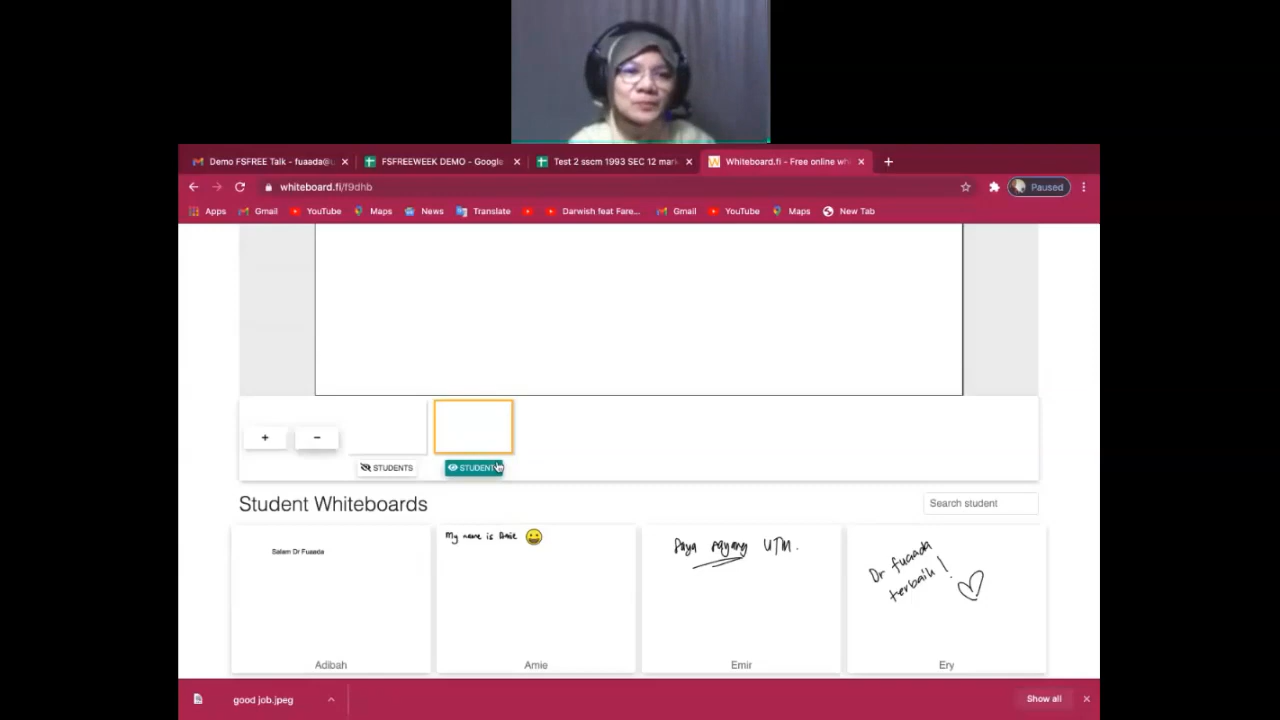 Demo FSFREE Talk - fuaada@u
FSFREEWEEK DEMO - Google
Test 2 sscm 1993 SEC 12 mar
Whiteboard.fi - Free online wh
whiteboard.fi/f9dhb
Paused
Apps
Gmail
YouTube
Maps
News
Translate
Darwish feat Fare...
Gmail
YouTube
Maps
New Tab
+
−
STUDENTS
STUDENT
Student Whiteboards
Search student
Salam Dr Fuaada
My name is Amie
Saya sayang UTM.
Dr fuaada
terbaik!
Adibah
Amie
Emir
Ery
good job.jpeg
Show all